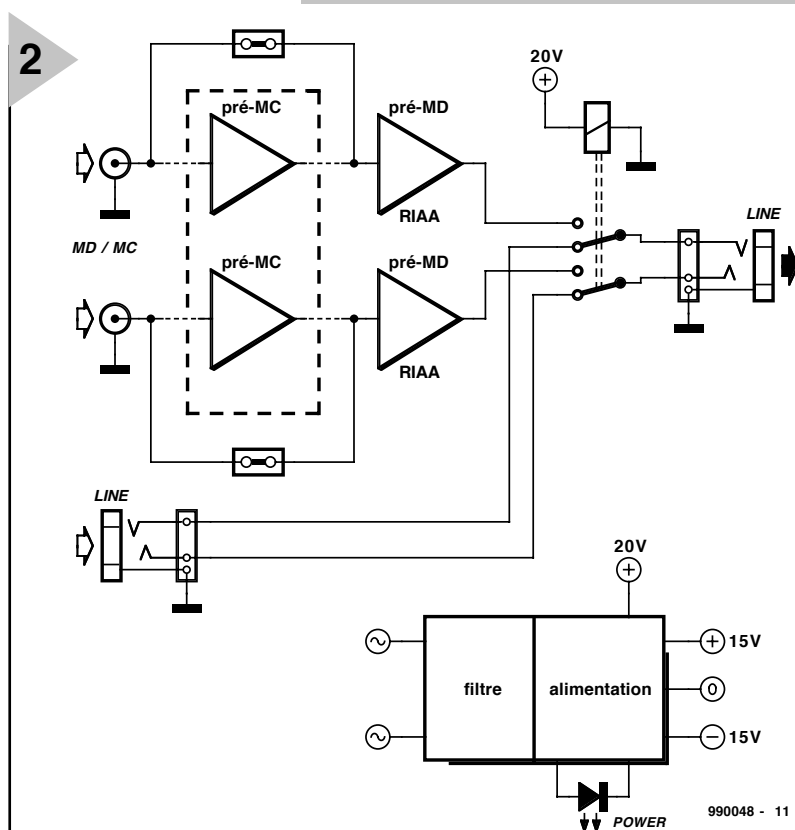 2
20V
pré-MC
pré-MD
RIAA
LINE
MD / MC
pré-MC
pré-MD
RIAA
LINE
20V
filtre
alimentation
+ 15V
0
− 15V
POWER
990048 - 11